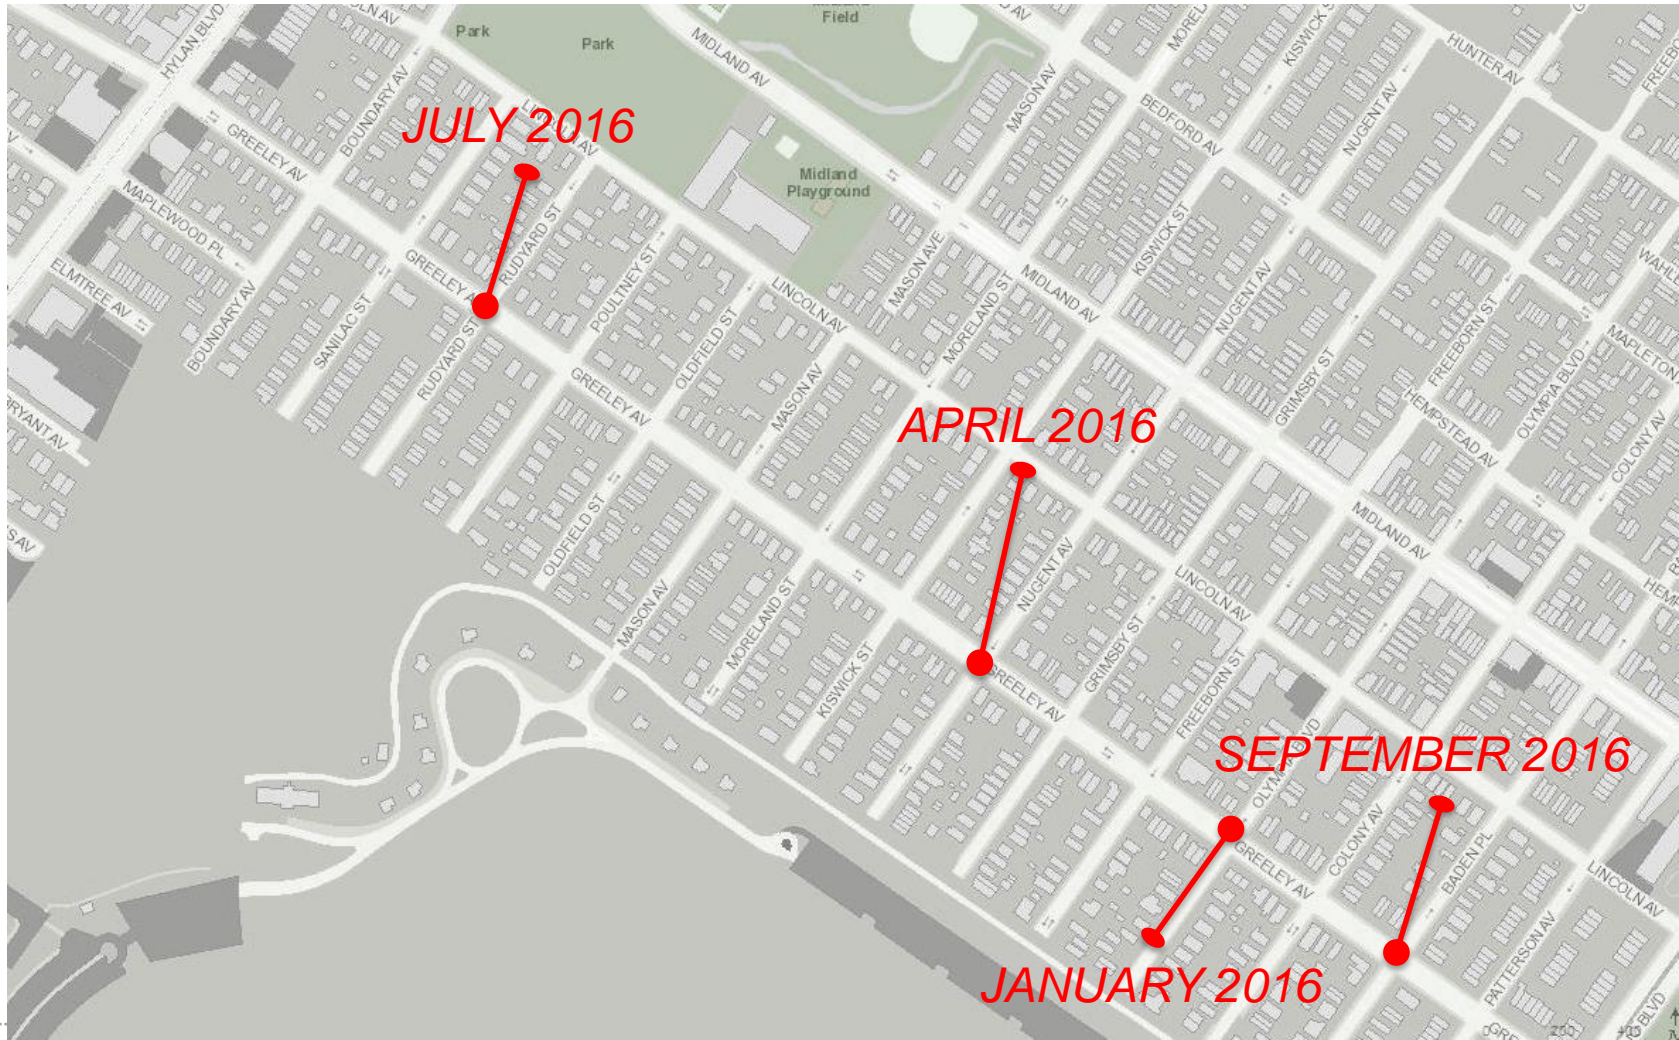 Park
Park
Field
MIDLAND AV
LINCOLN AV
HYLAN BLVD
BOUNDARY AV
GREELEY AV
MAPLEWOOD PL
ELMTREE AV
BOUNDARY AV
SANILAC ST
GREELEY AV
RUDYARD ST
RUDYARD ST
POULTNEY ST
OLDFIELD ST
JULY 2016
Midland
Playground
MASON AV
BEDFORD AV
KISWICK ST
NUGENT AV
HUNTER AV
MASON AVE
MORELAND ST
MIDLAND AV
KISWICK ST
NUGENT AV
GRIMSBY ST
FREEBORN ST
OLYMPIA BLVD
MAPLETON
HEMPSTEAD AV
COLONY AV
LINCOLN AV
MASON AV
GREELEY AV
APRIL 2016
OLDFIELD ST
MASON AV
MORELAND ST
KISWICK ST
NUGENT AV
GREELEY AV
GRIMSBY ST
LINCOLN AV
MIDLAND AV
FREEBORN ST
SEPTEMBER 2016
GREELEY AV
COLONY AV
BADEN PL
LINCOLN AV
PATTERSON AV
JANUARY 2016
BRYANT AV